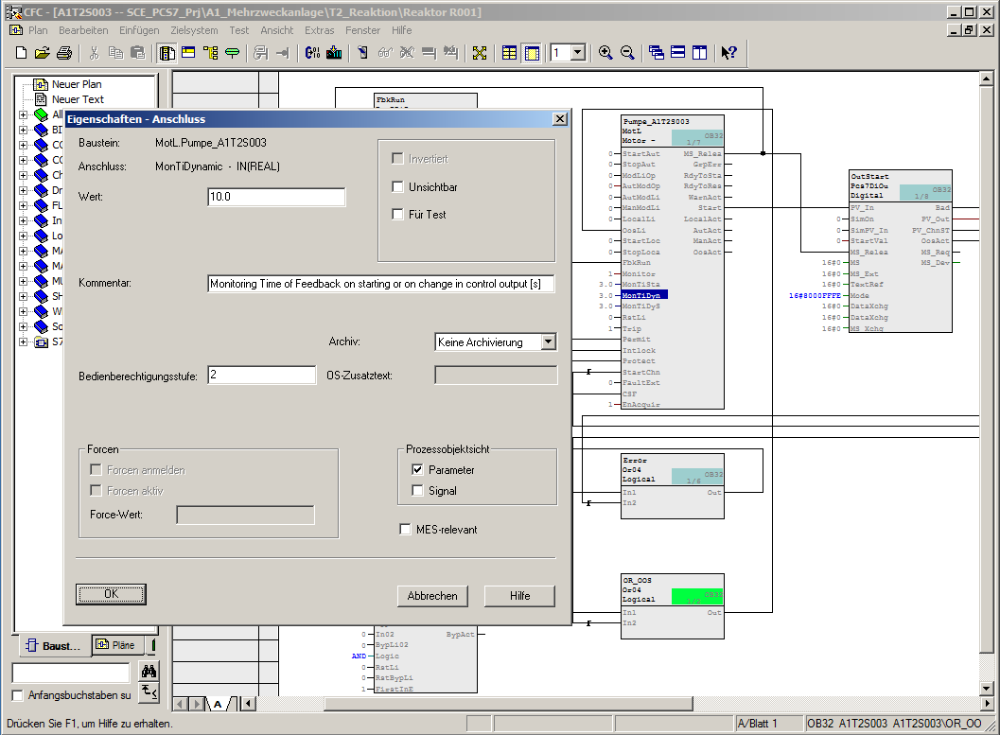 CFC - [A1T2S003 -- SCE_PCS7_Prj\A1_Mehrzweckanlage\T2_Reaktion\Reaktor R001]
Plan Bearbeiten Einfügen Zielsystem Test Ansicht Extras Fenster Hilfe
1
Neuer Plan
Neuer Text
All
BI
CO
CO
Ch
Dri
FL
In
Lo
MA
MA
MU
SH
Sc
S7
Eigenschaften - Anschluss
Baustein: MotL.Pumpe_A1T2S003
Anschluss: MonTiDynamic - IN(REAL)
Wert: 10.0
Invertiert
Unsichtbar
Für Test
Kommentar: Monitoring Time of Feedback on starting or on change in control output [s]
Archiv: Keine Archivierung
Bedienberechtigungsstufe: 2
OS-Zusatztext:
Forcen
Forcen anmelden
Forcen aktiv
Force-Wert:
Prozessobjektsicht
Parameter
Signal
MES-relevant
OK
Abbrechen
Hilfe
FbkRun
Pumpe_A1T2S003
MotL
Motor -
OB32
1/7
0 StartAut MS_Relea
0 StopAut GrpErr
0 ModLiOp RdyToSta
0 AutModOp RdyToRes
0 AutModLi WarnAct
0 ManModLi Start
0 LocalLi LocalAct
OosLi AutAct
0 StartLoc ManAct
0 StopLoca OosAct
FbkRun
1 Monitor
3.0 MonTiSta
3.0 MonTiDyn
3.0 MonTiDyS
0 RstLi
1 Trip
Permit
Intlock
Protect
StartChn
0 FaultExt
CSF
1 EnAcquir
OutStart
Pcs7DiOu
Digital
OB32
1/8
PV_In Bad
0 SimOn PV_Out
0 SimPV_In PV_ChnST
0 StartVal OosAct
MS_Relea MS_Req
16#0 MS MS_Dev
16#0 MS_Ext
16#0 TextRef
16#8000FFFE Mode
16#0 DataXchg
16#0 DataXchg
16#0 MS_Xchg
Error
Or04
Logical
OB32
1/6
In1 Out
In2
OR_OOS
Or04
Logical
OB32
In1 Out
In2
0 In02 BypAct
0 BypLi02
AND Logic
0 RstLi
0 RstBypLi
1 FirstInE
Baust...
Pläne
Anfangsbuchstaben su
A
Drücken Sie F1, um Hilfe zu erhalten.
A/Blatt 1
OB32 A1T2S003 A1T2S003\OR_OO